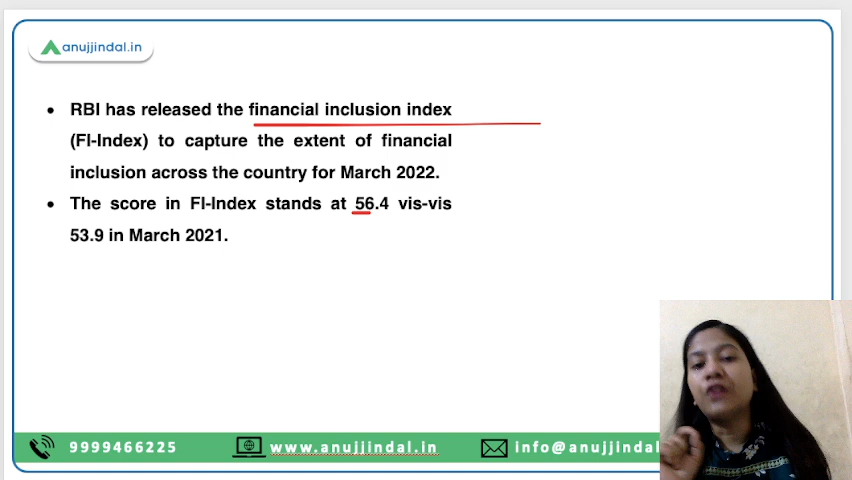 anujjindal.in
• RBI has released the financial inclusion index
(FI-Index) to capture the extent of financial
inclusion across the country for March 2022.
• The score in FI-Index stands at 56.4 vis-vis
53.9 in March 2021.
9999466225 www.anujjindal.in info@anujjindal